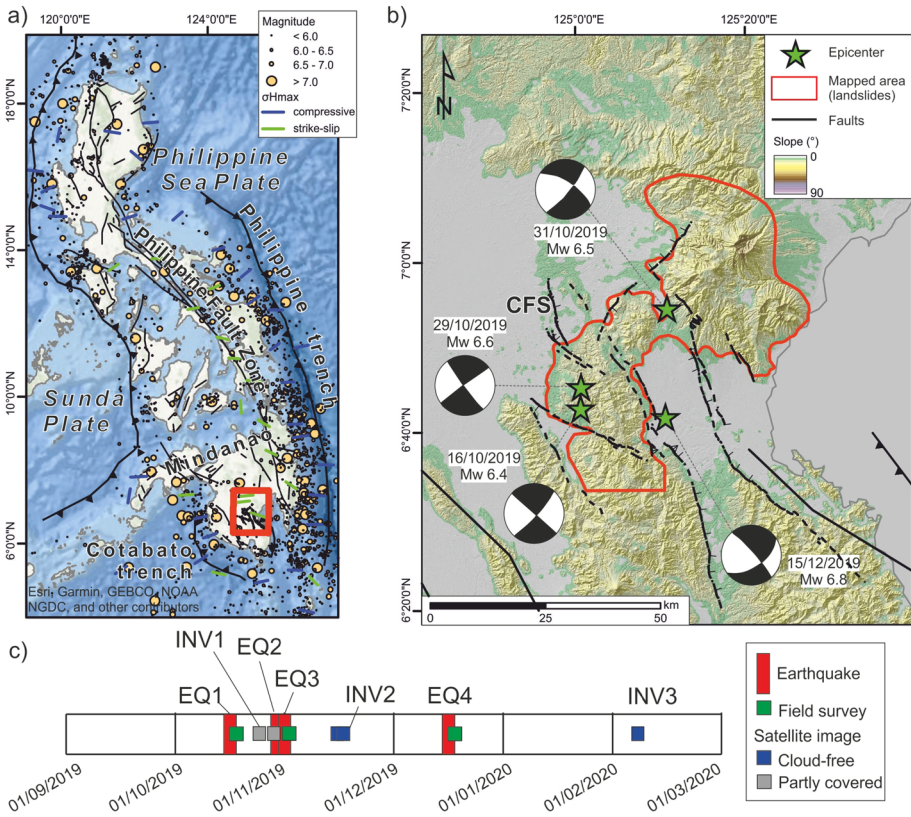 a)
120°0'0"E
124°0'0"E
Magnitude
< 6.0
6.0 - 6.5
6.5 - 7.0
> 7.0
σHmax
compressive
strike-slip
18°0'0"N
14°0'0"N
10°0'0"N
6°0'0"N
Philippine
Sea Plate
Philippine Fault Zone
Philippine trench
Sunda
Plate
Mindanao
Cotabato
trench
Esri, Garmin, GEBCO, NOAA
NGDC, and other contributors
b)
125°0'E
125°20'E
7°20'N
7°0'N
6°40'N
6°20'N
N
Epicenter
Mapped area
(landslides)
Faults
Slope (°)
0
90
31/10/2019
Mw 6.5
CFS
29/10/2019
Mw 6.6
16/10/2019
Mw 6.4
15/12/2019
Mw 6.8
km
0
25
50
c)
INV1
EQ2
EQ1
EQ3
INV2
EQ4
INV3
01/09/2019
01/10/2019
01/11/2019
01/12/2019
01/01/2020
01/02/2020
01/03/2020
Earthquake
Field survey
Satellite image
Cloud-free
Partly covered